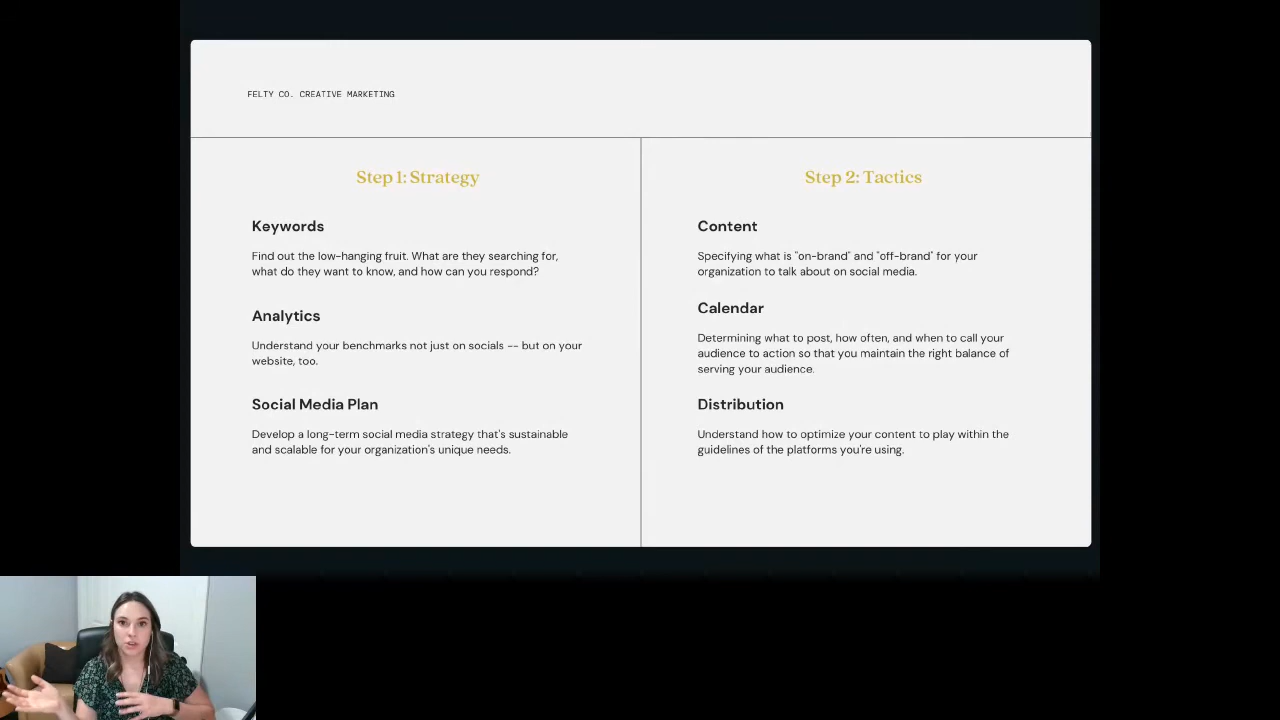 FELTY CO. CREATIVE MARKETING
Step 1: Strategy
Keywords
Find out the low-hanging fruit. What are they searching for,
what do they want to know, and how can you respond?
Analytics
Understand your benchmarks not just on socials -- but on your
website, too.
Social Media Plan
Develop a long-term social media strategy that's sustainable
and scalable for your organization's unique needs.
Step 2: Tactics
Content
Specifying what is "on-brand" and "off-brand" for your
organization to talk about on social media.
Calendar
Determining what to post, how often, and when to call your
audience to action so that you maintain the right balance of
serving your audience.
Distribution
Understand how to optimize your content to play within the
guidelines of the platforms you're using.